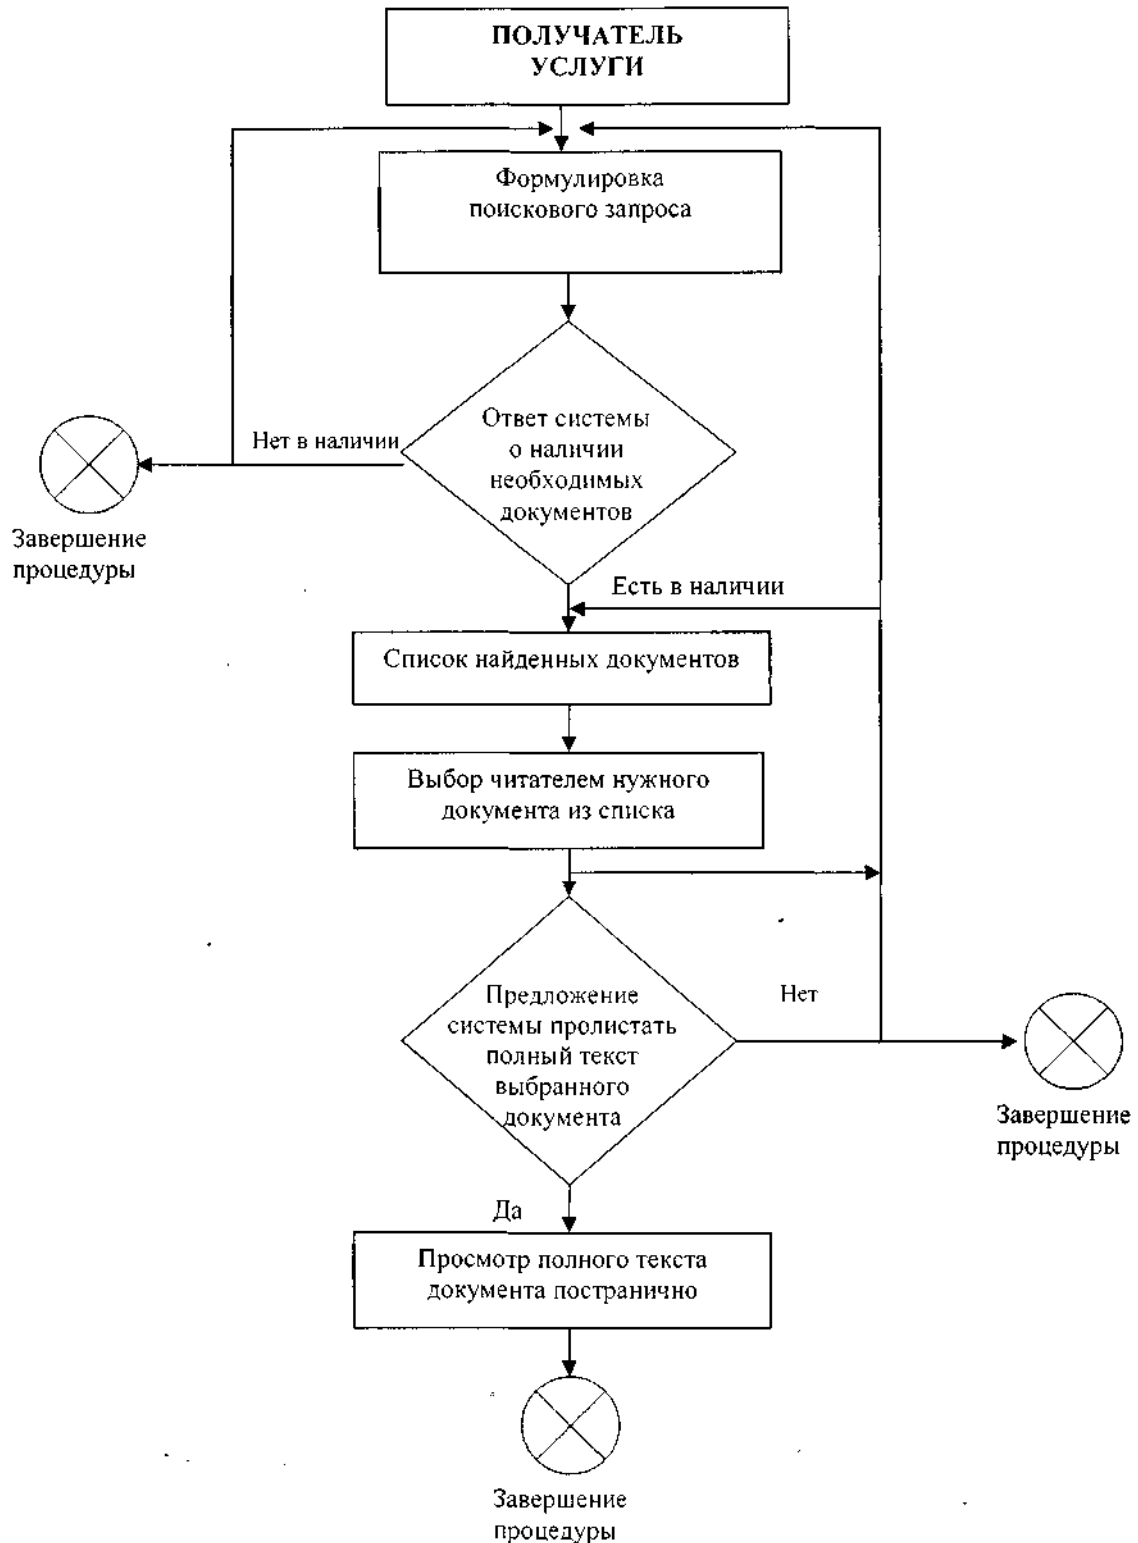 ПОЛУЧАТЕЛЬ
УСЛУГИ
Формулировка
поискового запроса
Ответ системы
о наличии
необходимых
документов
Нет в наличии
Завершение
процедуры
Есть в наличии
Список найденных документов
Выбор читателем нужного
документа из списка
Предложение
системы пролистать
полный текст
выбранного
документа
Нет
Завершение
процедуры
Да
Просмотр полного текста
документа постранично
Завершение
процедуры